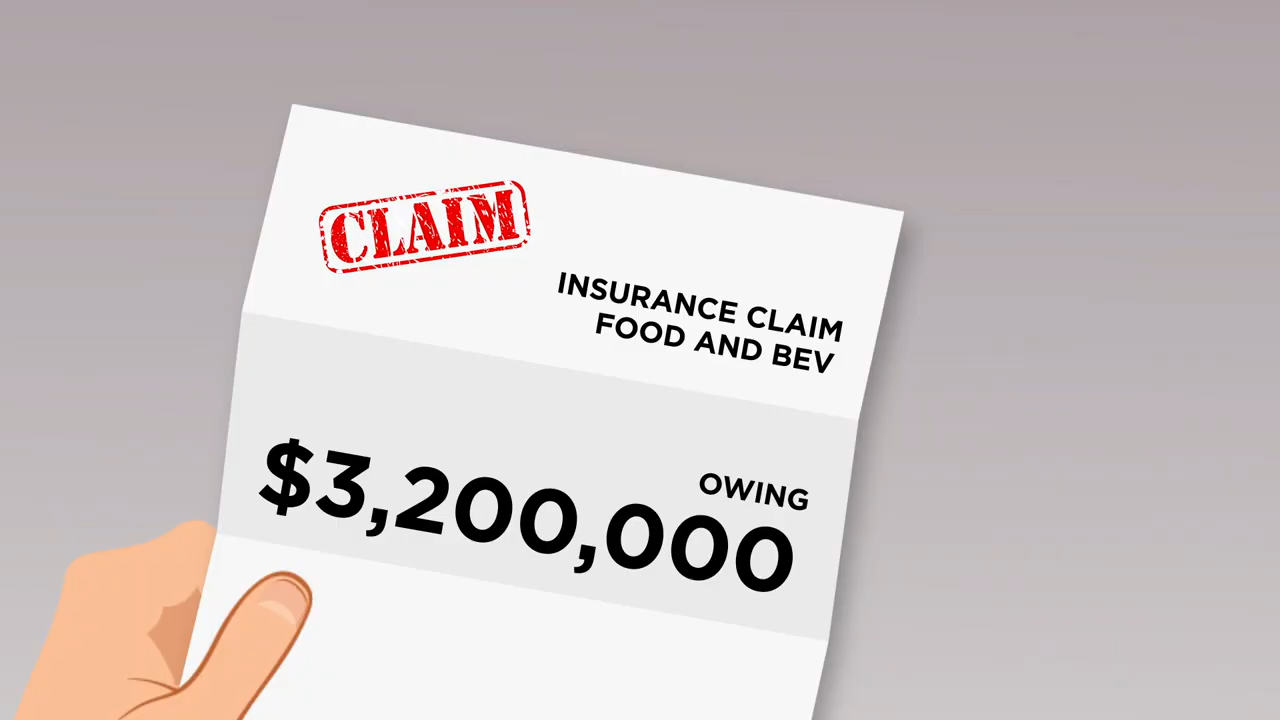 CLAIM
INSURANCE CLAIM
FOOD AND BEV
OWING
$3,200,000